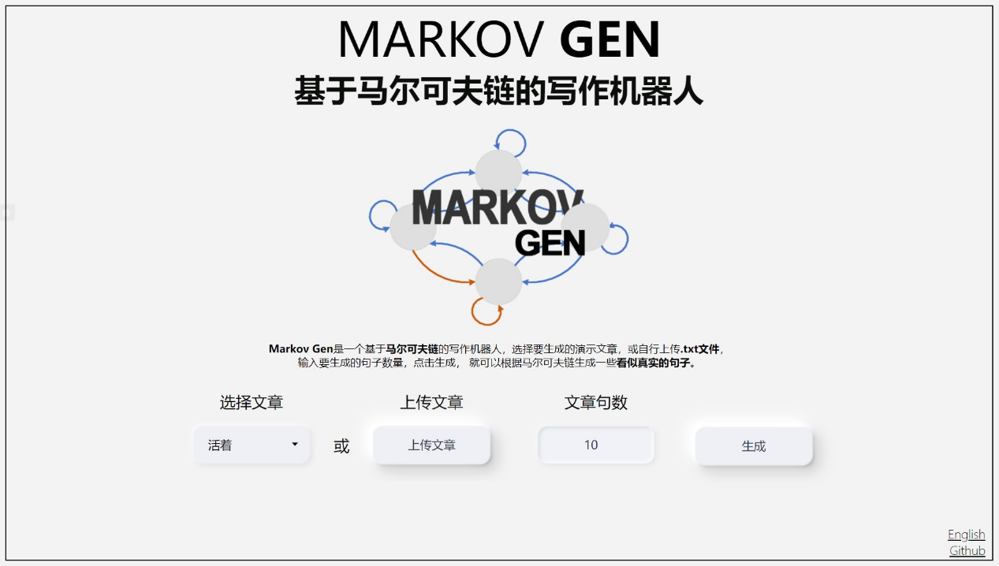 MARKOV GEN
基于马尔可夫链的写作机器人
MARKOV
GEN
Markov Gen是一个基于马尔可夫链的写作机器人，选择要生成的演示文章，或自行上传.txt文件，
输入要生成的句子数量，点击生成， 就可以根据马尔可夫链生成一些看似真实的句子。
选择文章 上传文章 文章句数
活着 或 上传文章 10 生成
English
Github